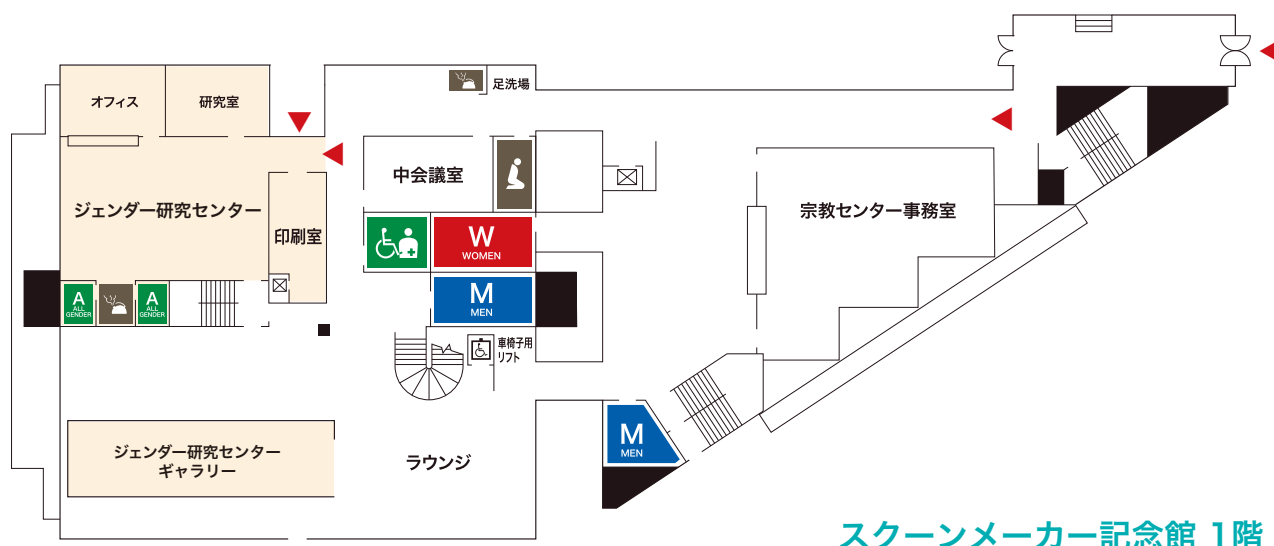 足洗場
オフィス
研究室
中会議室
ジェンダー研究センター
印刷室
宗教センター事務室
W
WOMEN
M
MEN
A
ALL
GENDER
A
ALL
GENDER
車椅子用
リフト
M
MEN
ジェンダー研究センター
ギャラリー
ラウンジ
スクーンメーカー記念館 1階